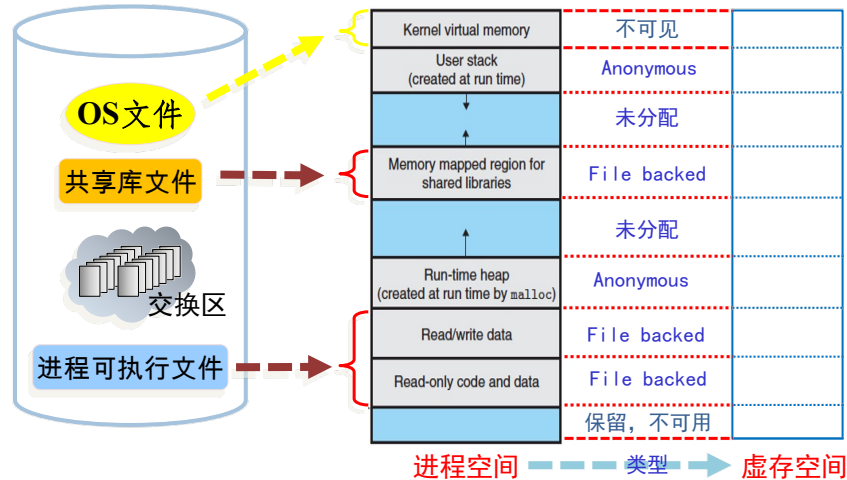 OS文件
共享库文件
交换区
进程可执行文件
Kernel virtual memory
User stack
(created at run time)
Memory mapped region for
shared libraries
Run-time heap
(created at run time by malloc)
Read/write data
Read-only code and data
不可见
Anonymous
未分配
File backed
未分配
Anonymous
File backed
File backed
保留，不可用
进程空间
类型
虚存空间